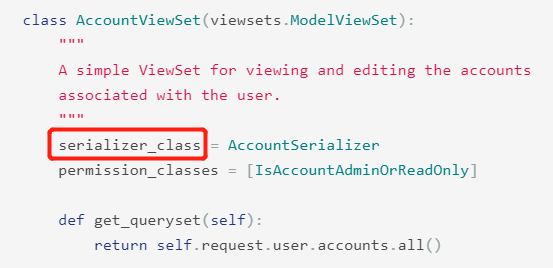 class AccountViewSet(viewsets.ModelViewSet):
"""
A simple ViewSet for viewing and editing the accounts
associated with the user.
"""
serializer_class = AccountSerializer
permission_classes = [IsAccountAdminOrReadOnly]
def get_queryset(self):
return self.request.user.accounts.all()